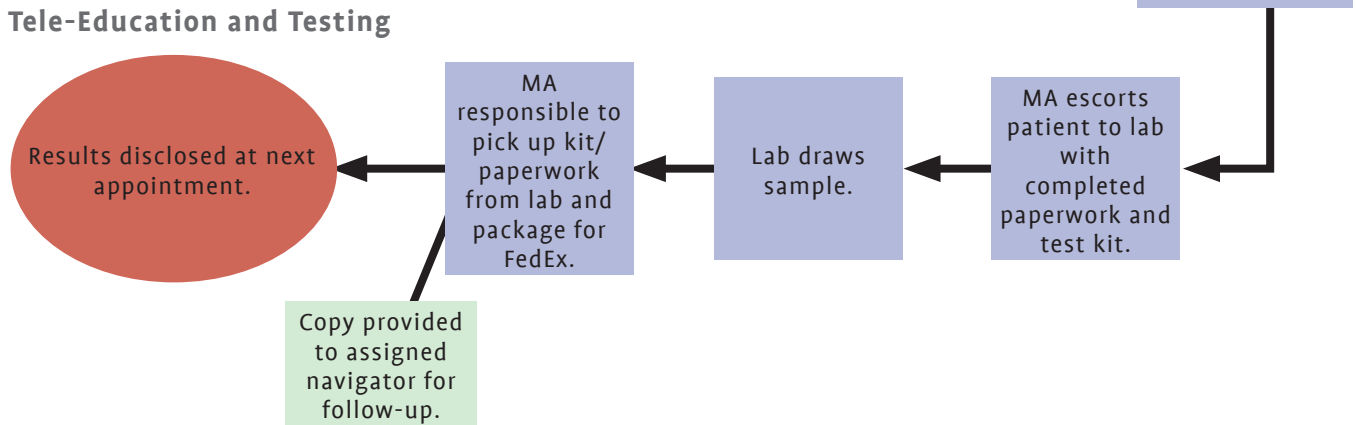 Tele-Education and Testing
Results disclosed at next
appointment.
MA
responsible to
pick up kit/
paperwork
from lab and
package for
FedEx.
Lab draws
sample.
MA escorts
patient to lab
with
completed
paperwork and
test kit.
Copy provided
to assigned
navigator for
follow-up.